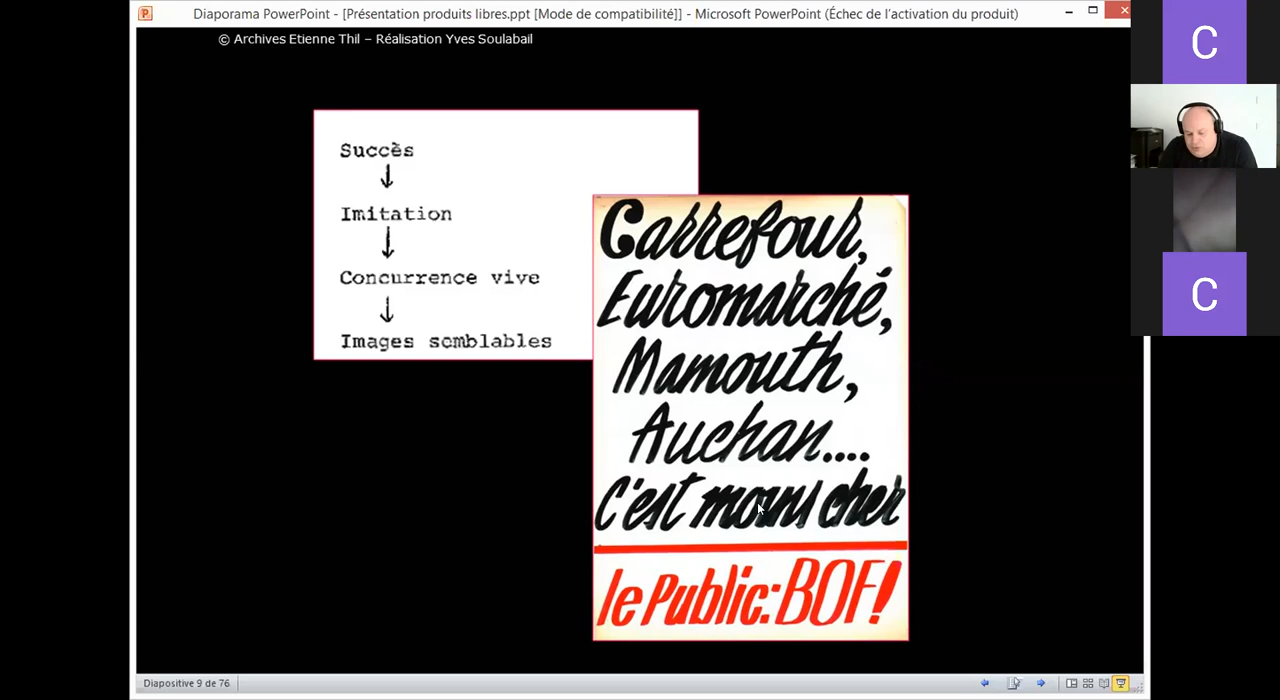 Diaporama PowerPoint - [Présentation produits libres.ppt [Mode de compatibilité]] - Microsoft PowerPoint (Échec de l'activation du produit)
© Archives Etienne Thil – Réalisation Yves Soulabail
C
Succès
Imitation
Concurrence vive
Images semblables
Carrefour,
Euromarché,
Mamouth,
Auchan....
C'est moins cher
le Public: BOF!
C
Diapositive 9 de 76